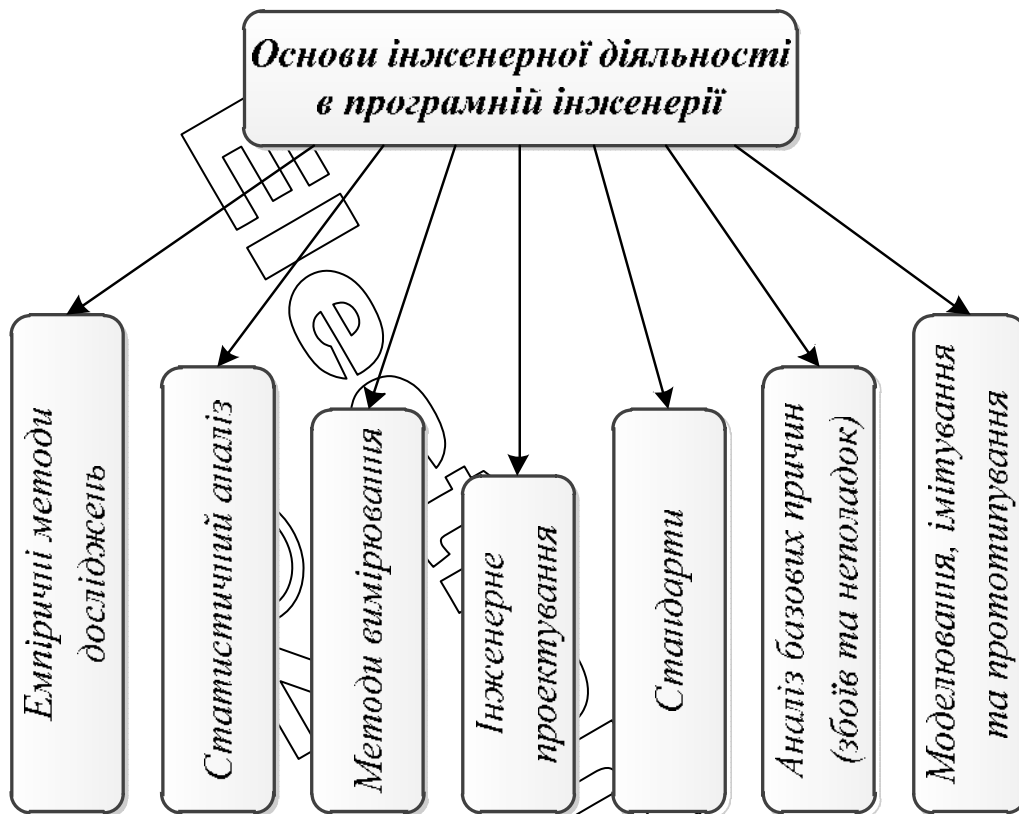 Основи інженерної діяльності
в програмній інженерії
Емпіричні методи
досліджень
Статистичний аналіз
Методи вимірювання
Інженерне
проектування
Стандарти
Аналіз базових причин
(збоїв та неполадок)
Моделювання, імітування
та прототипування